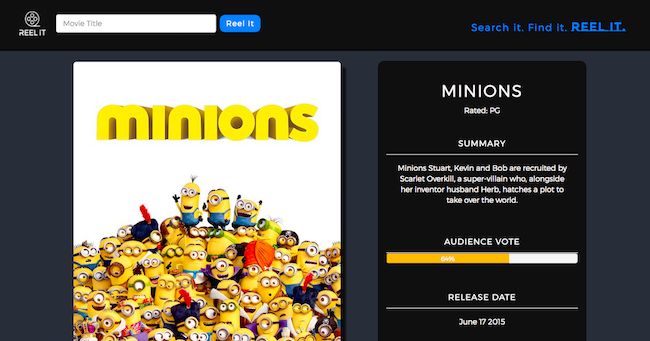 REEL IT
Movie Title
Reel It
Search it. Find it. REEL IT.
minions
MINIONS
Rated: PG
SUMMARY
Minions Stuart, Kevin and Bob are recruited by
Scarlet Overkill, a super-villain who, alongside
her inventor husband Herb, hatches a plot to
take over the world.
AUDIENCE VOTE
64%
RELEASE DATE
June 17 2015